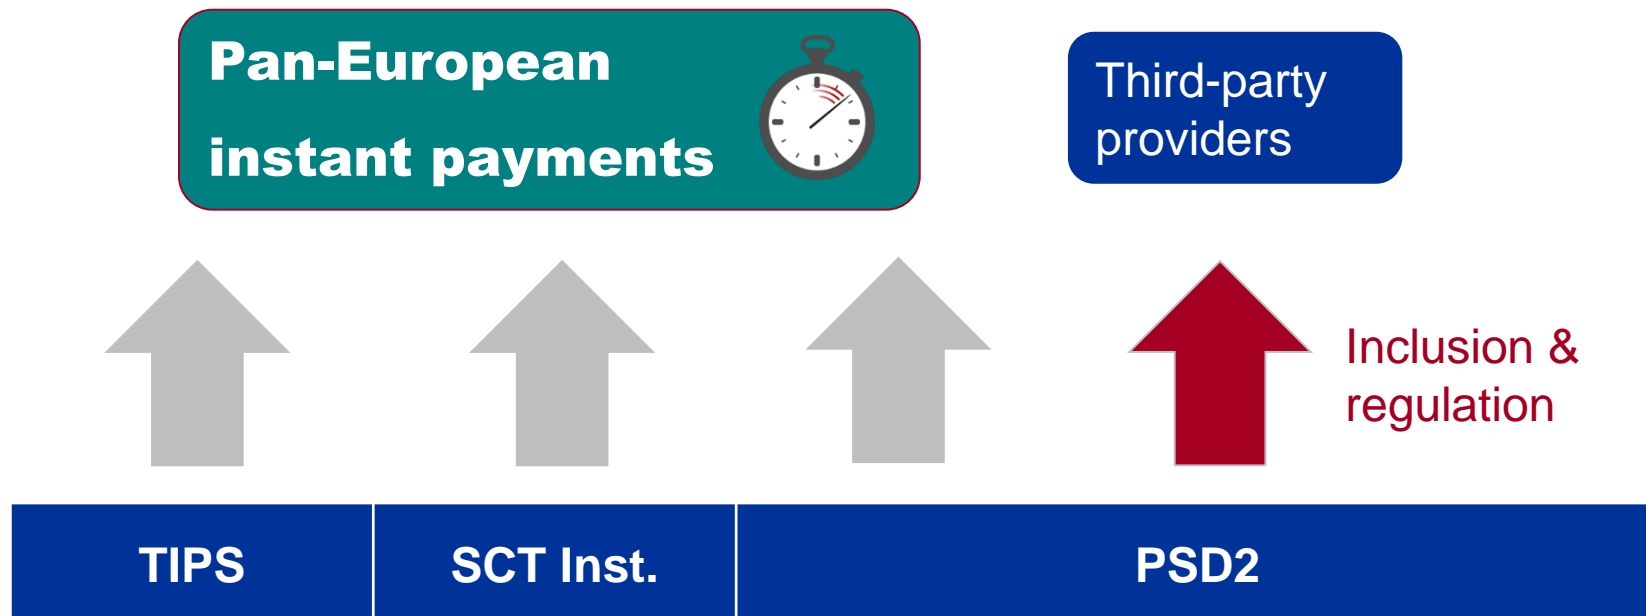 Pan-European
instant payments
Third-party
providers
Inclusion &
regulation
TIPS
SCT Inst.
PSD2